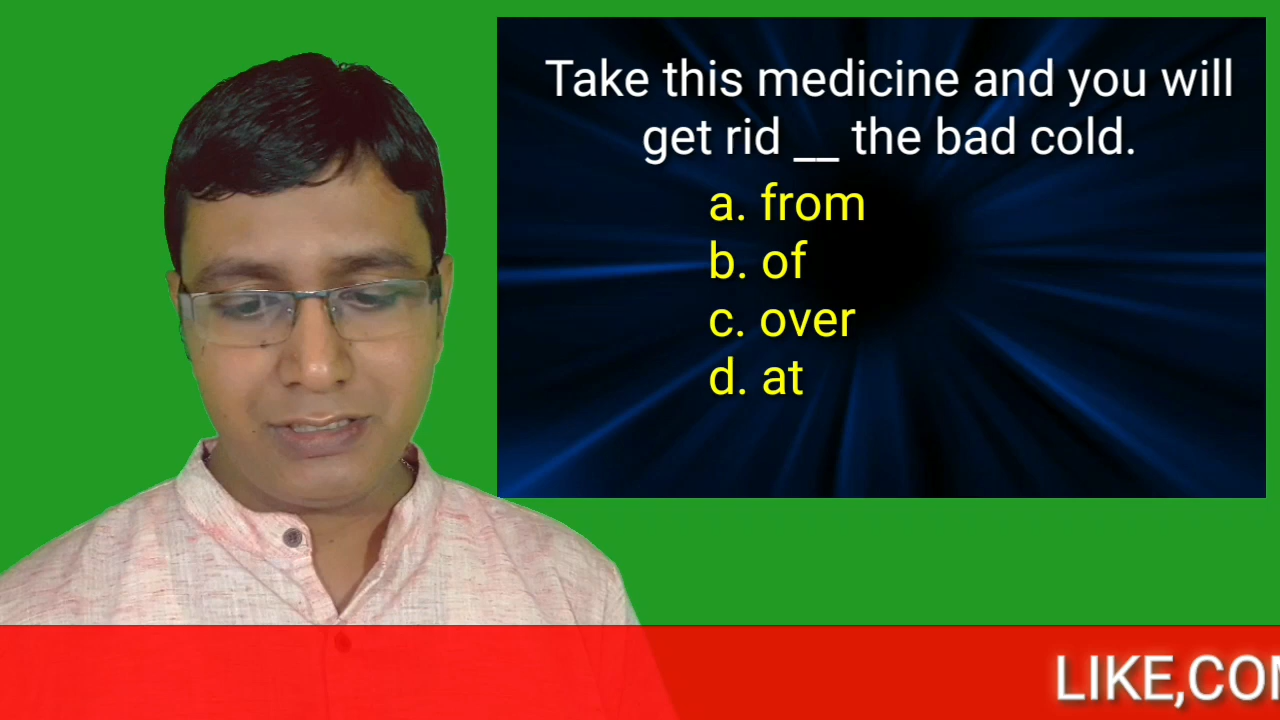 Take this medicine and you will
get rid __ the bad cold.
a. from
b. of
c. over
d. at
LIKE,CO